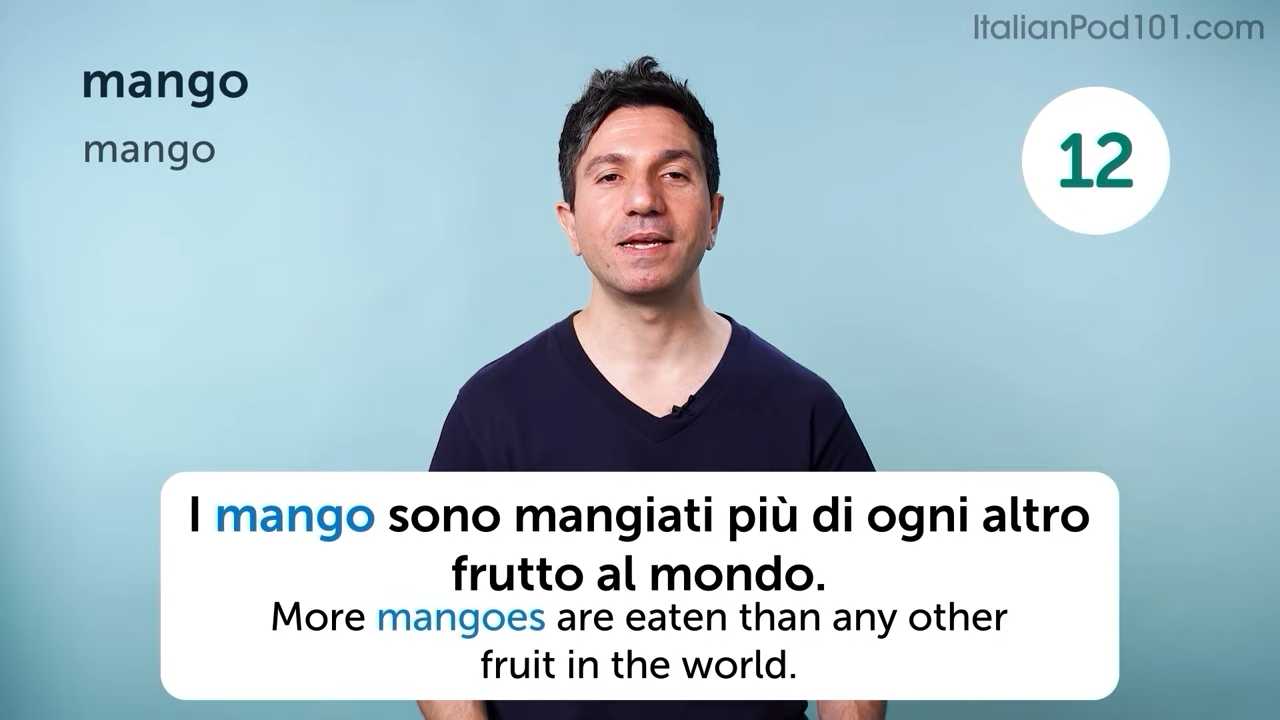 ItalianPod101.com
mango
mango
12
I mango sono mangiati più di ogni altro
frutto al mondo.
More mangoes are eaten than any other
fruit in the world.